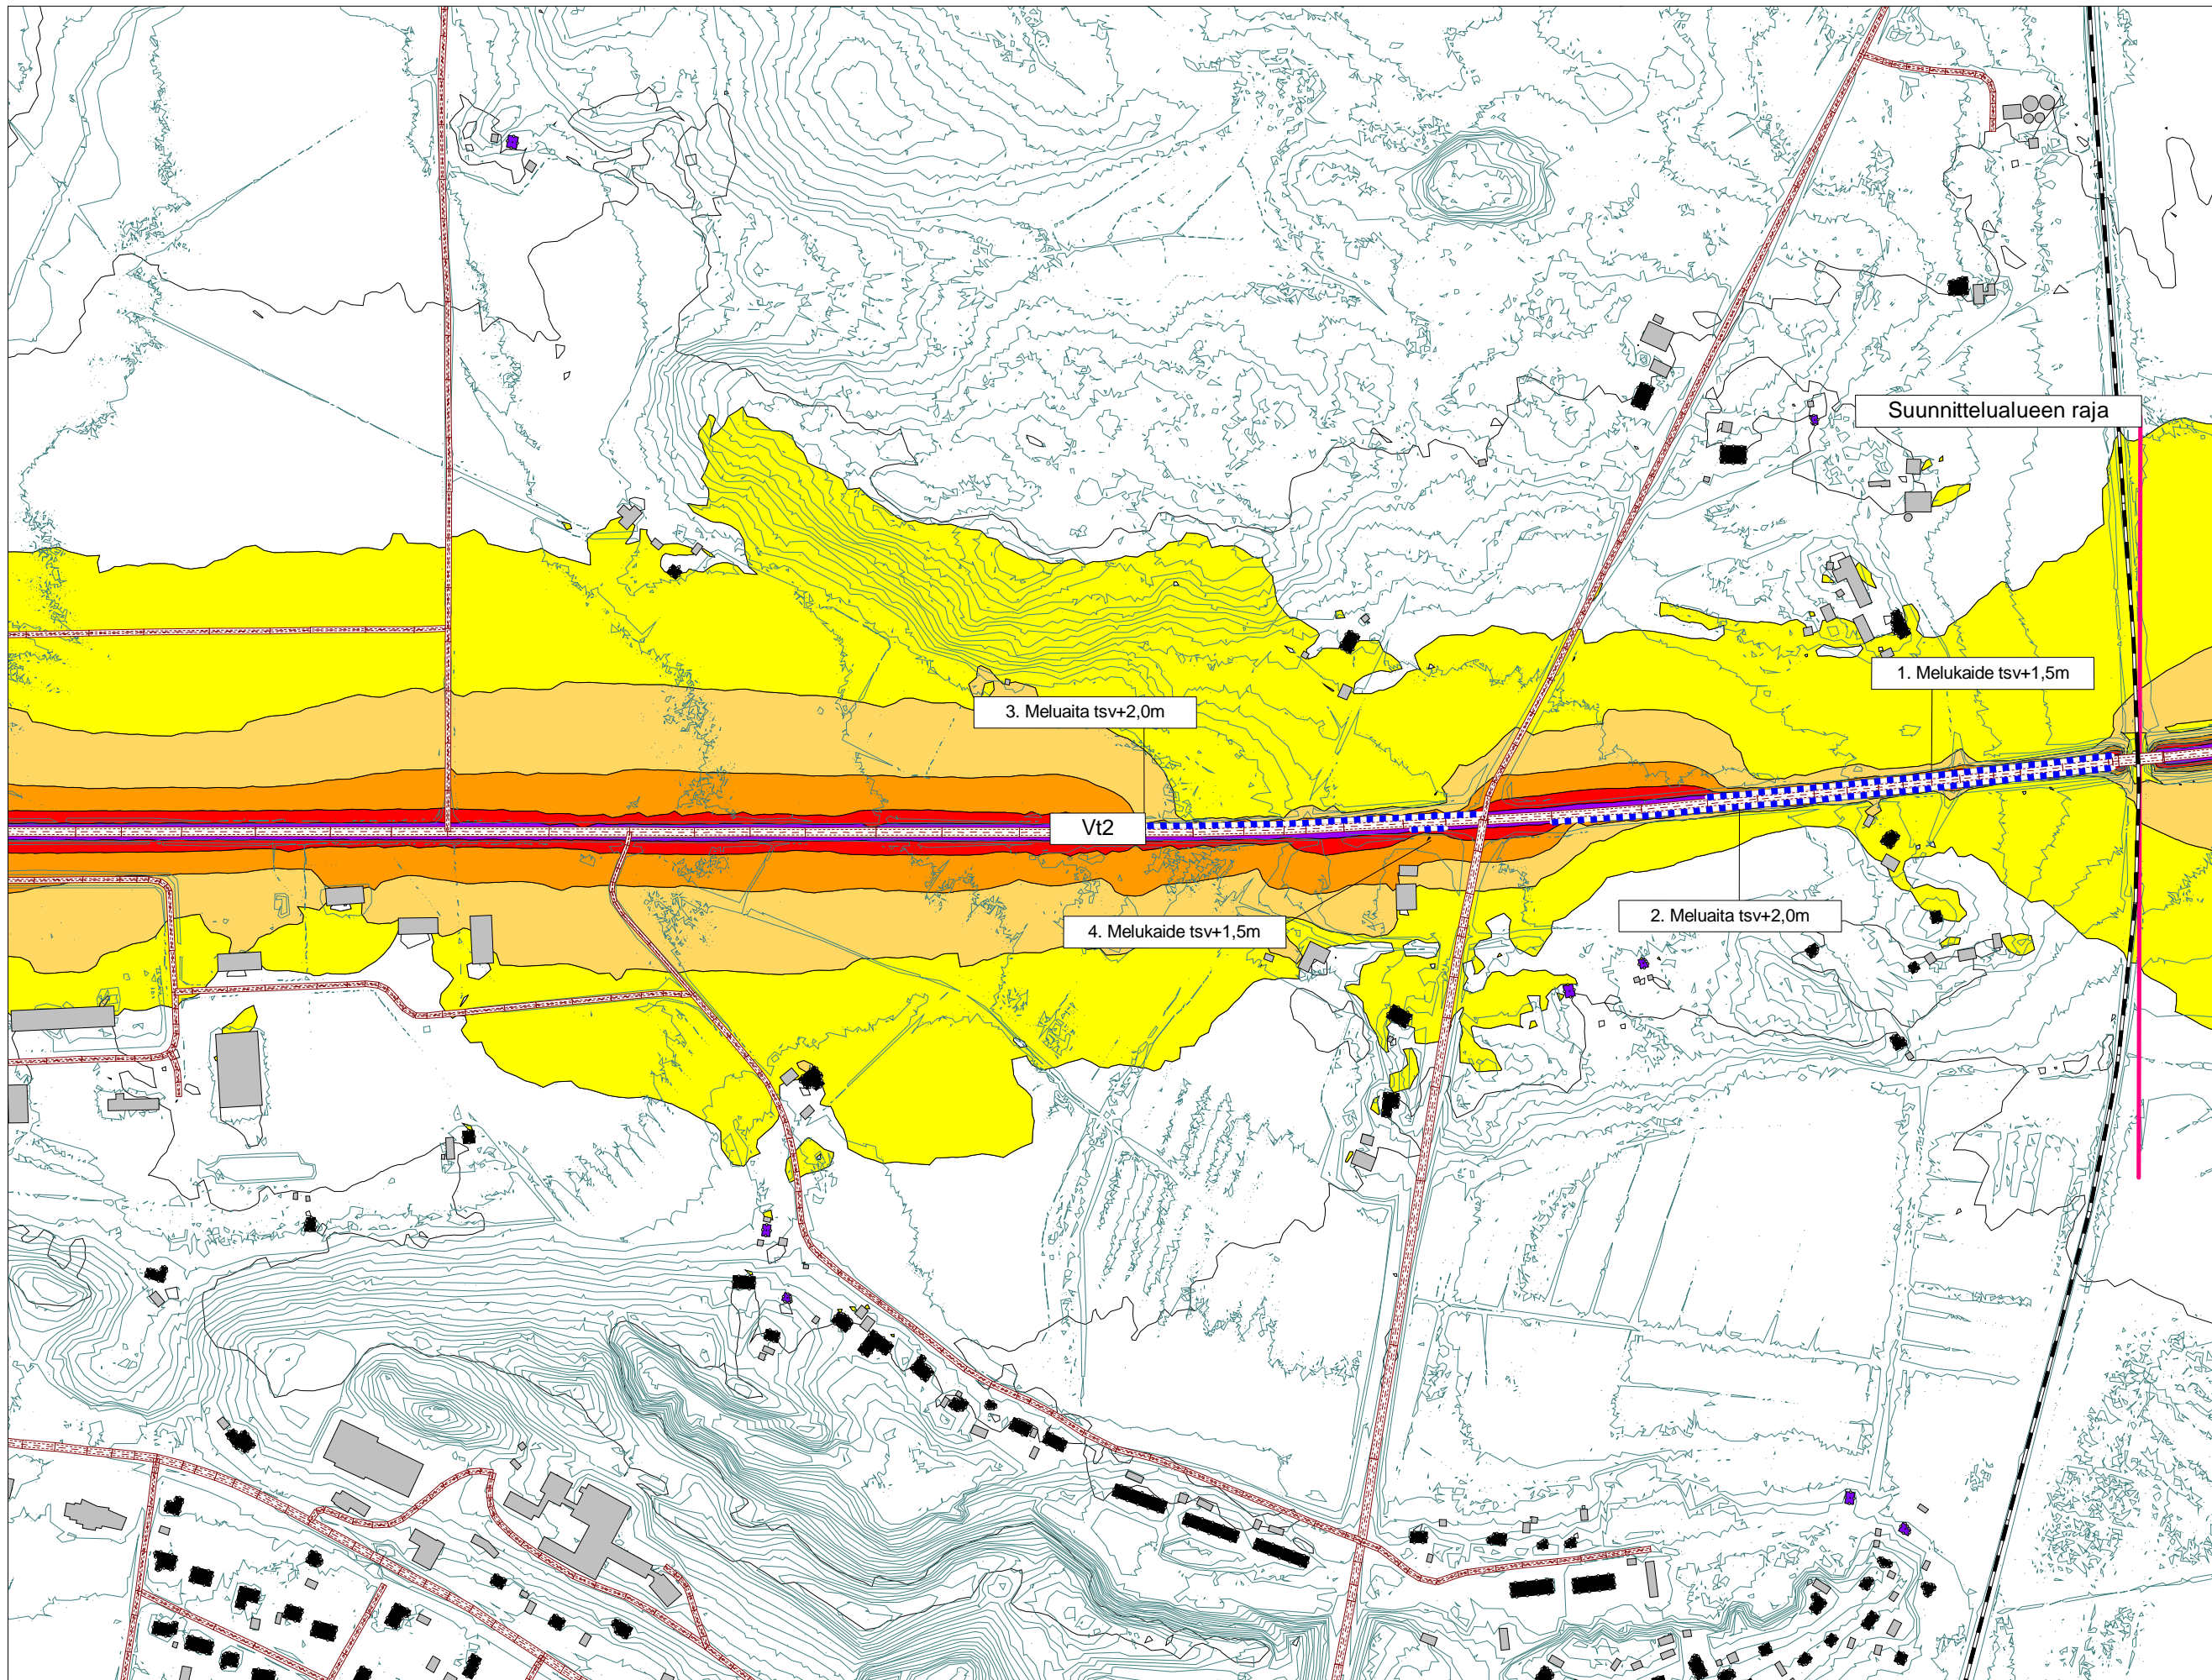 Suunnittelualueen raja
1. Melukaide tsv+1,5m
3. Meluaita tsv+2,0m
Vt2
2. Meluaita tsv+2,0m
4. Melukaide tsv+1,5m